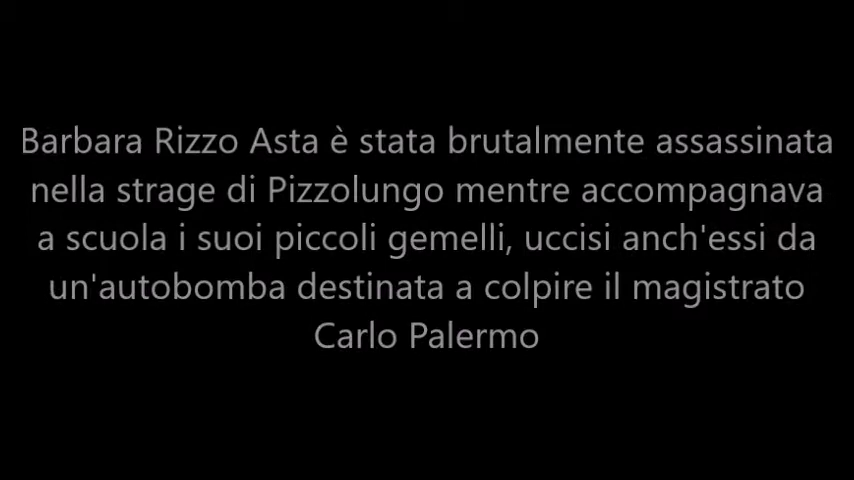 Barbara Rizzo Asta è stata brutalmente assassinata
nella strage di Pizzolungo mentre accompagnava
a scuola i suoi piccoli gemelli, uccisi anch'essi da
un'autobomba destinata a colpire il magistrato
Carlo Palermo